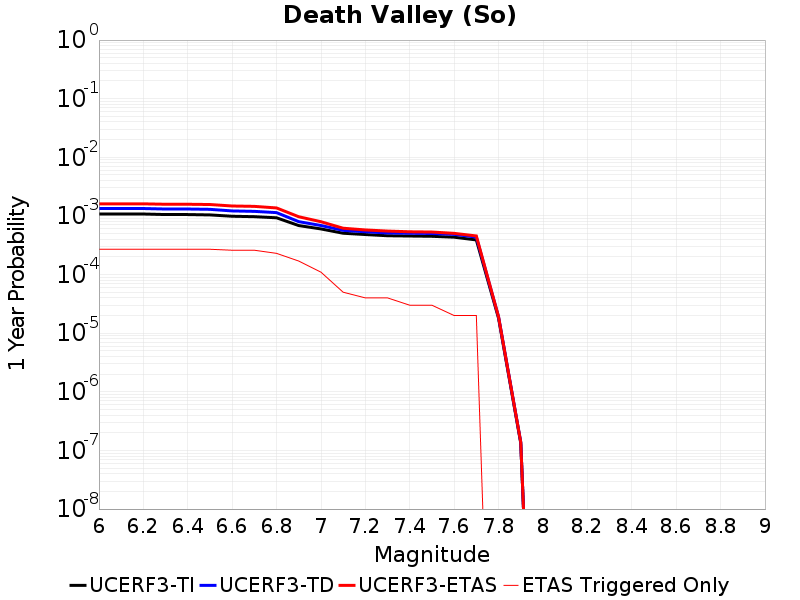 Death Valley (So)
10^0
10^-1
10^-2
10^-3
10^-4
10^-5
10^-6
10^-7
10^-8
1 Year Probability
6 6.2 6.4 6.6 6.8 7 7.2 7.4 7.6 7.8 8 8.2 8.4 8.6 8.8 9
Magnitude
UCERF3-TI UCERF3-TD UCERF3-ETAS ETAS Triggered Only